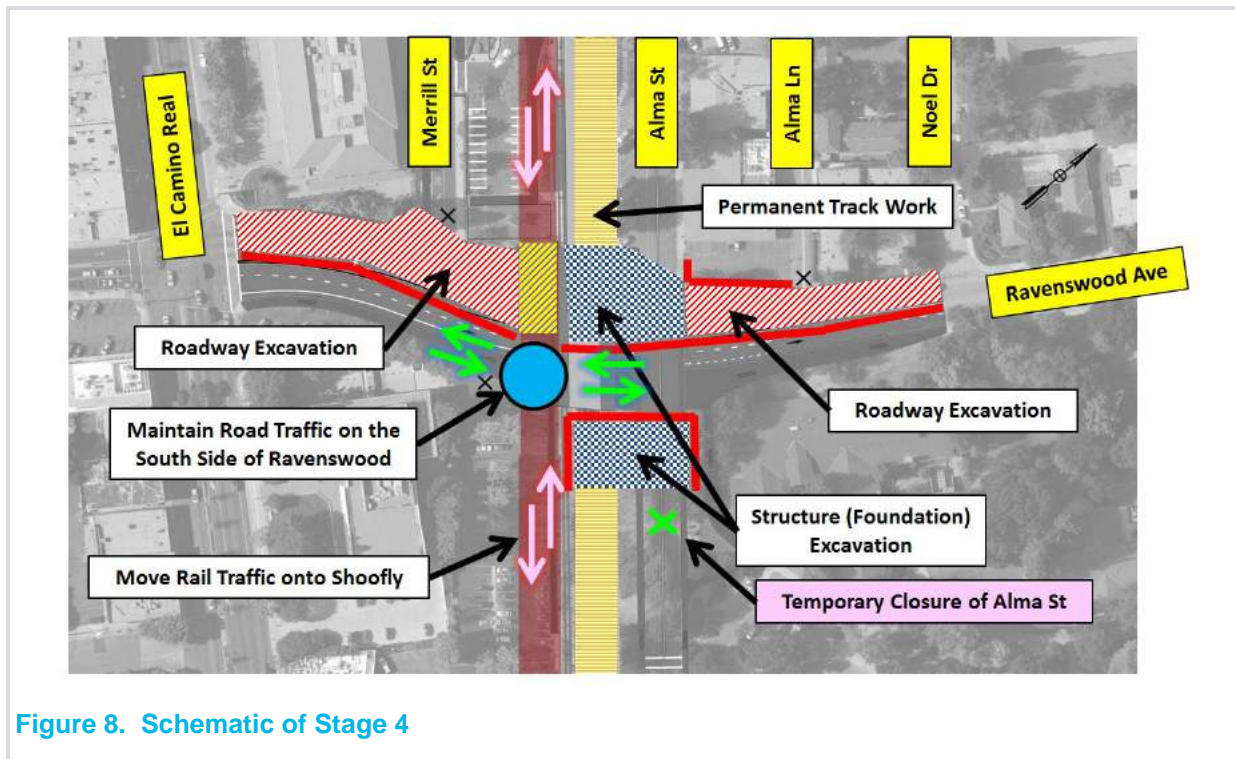 El Camino Real
Merrill St
Alma St
Alma Ln
Noel Dr
Permanent Track Work
Ravenswood Ave
Roadway Excavation
Roadway Excavation
Maintain Road Traffic on the
South Side of Ravenswood
Structure (Foundation)
Excavation
Move Rail Traffic onto Shoofly
Temporary Closure of Alma St
Figure 8. Schematic of Stage 4